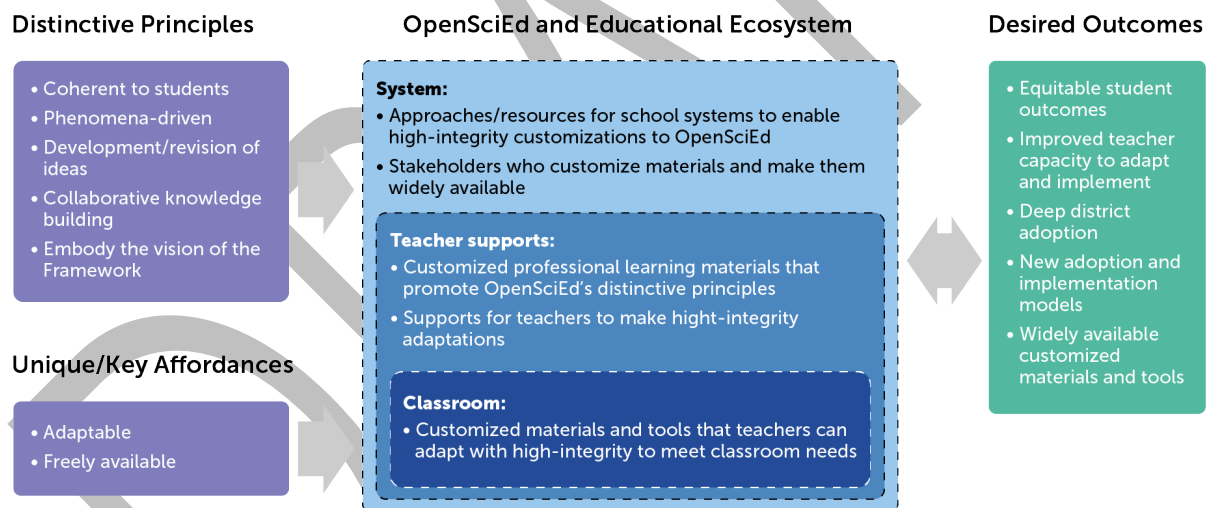 Distinctive Principles
• Coherent to students
• Phenomena-driven
• Development/revision of
ideas
• Collaborative knowledge
building
• Embody the vision of the
Framework
Unique/Key Affordances
• Adaptable
• Freely available
OpenSciEd and Educational Ecosystem
System:
• Approaches/resources for school systems to enable
high-integrity customizations to OpenSciEd
• Stakeholders who customize materials and make them
widely available
Teacher supports:
• Customized professional learning materials that
promote OpenSciEd’s distinctive principles
• Supports for teachers to make hight-integrity
adaptations
Classroom:
• Customized materials and tools that teachers can
adapt with high-integrity to meet classroom needs
Desired Outcomes
• Equitable student
outcomes
• Improved teacher
capacity to adapt
and implement
• Deep district
adoption
• New adoption and
implementation
models
• Widely available
customized
materials and tools